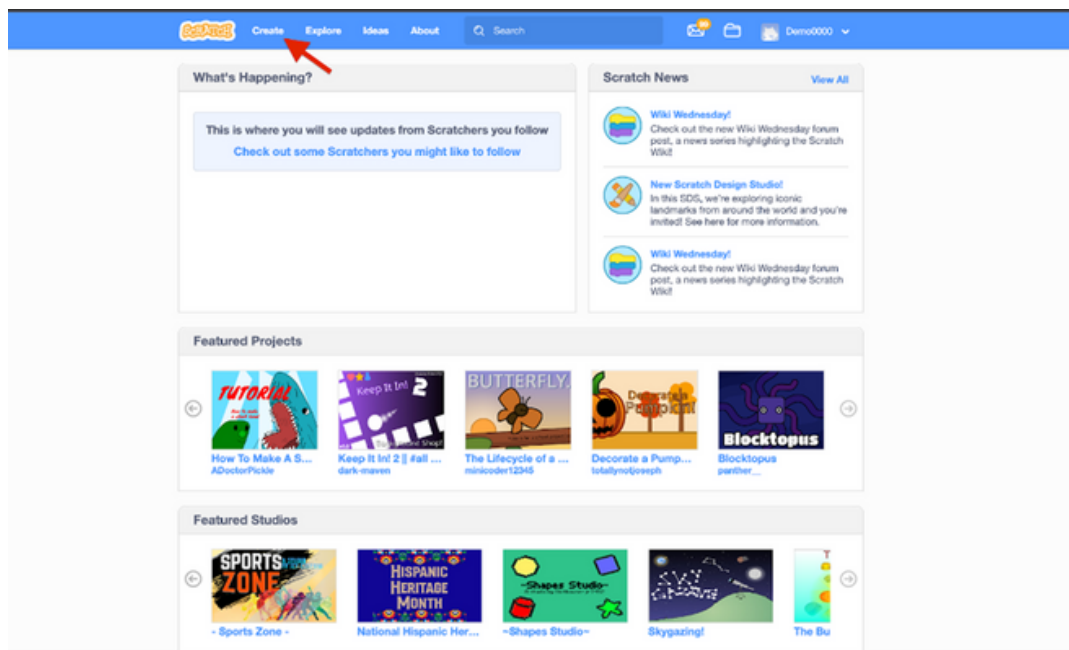 SCRATCH Create Explore Ideas About Search Demo0000
What's Happening?
This is where you will see updates from Scratchers you follow
Check out some Scratchers you might like to follow
Scratch News View All
Wiki Wednesday!
Check out the new Wiki Wednesday forum
post, a news series highlighting the Scratch
Wiki!
New Scratch Design Studio!
In this SDS, we're exploring iconic
landmarks from around the world and you're
invited! See here for more information.
Wiki Wednesday!
Check out the new Wiki Wednesday forum
post, a news series highlighting the Scratch
Wiki!
Featured Projects
TUTORIAL
Keep It In! 2
BUTTERFLY.
Decorate a
Pumpkin!
Blocktopus
How To Make A S... Keep It In! 2 || #all ... The Lifecycle of a ... Decorate a Pump... Blocktopus
ADoctorPickle dark-maven minicoder12345 totallynotjoeeph panther__
Featured Studios
SPORTS
ZONE
HISPANIC
HERITAGE
MONTH
~Shapes Studio~
SKY
GAZING
- Sports Zone - National Hispanic Her... ~Shapes Studio~ Skygazing! The Bu